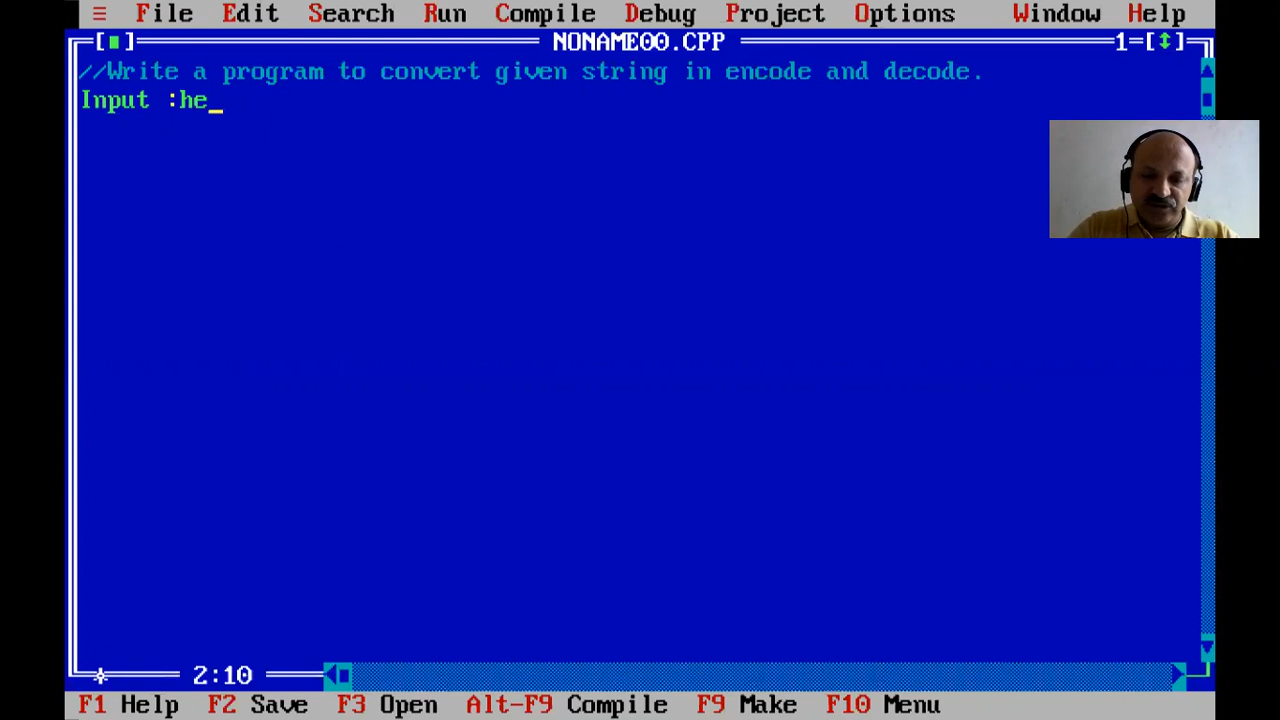 ≡ File Edit Search Run Compile Debug Project Options Window Help
[■] NONAME00.CPP 1=[↕]
//Write a program to convert given string in encode and decode.
Input :he_
2:10
F1 Help F2 Save F3 Open Alt-F9 Compile F9 Make F10 Menu